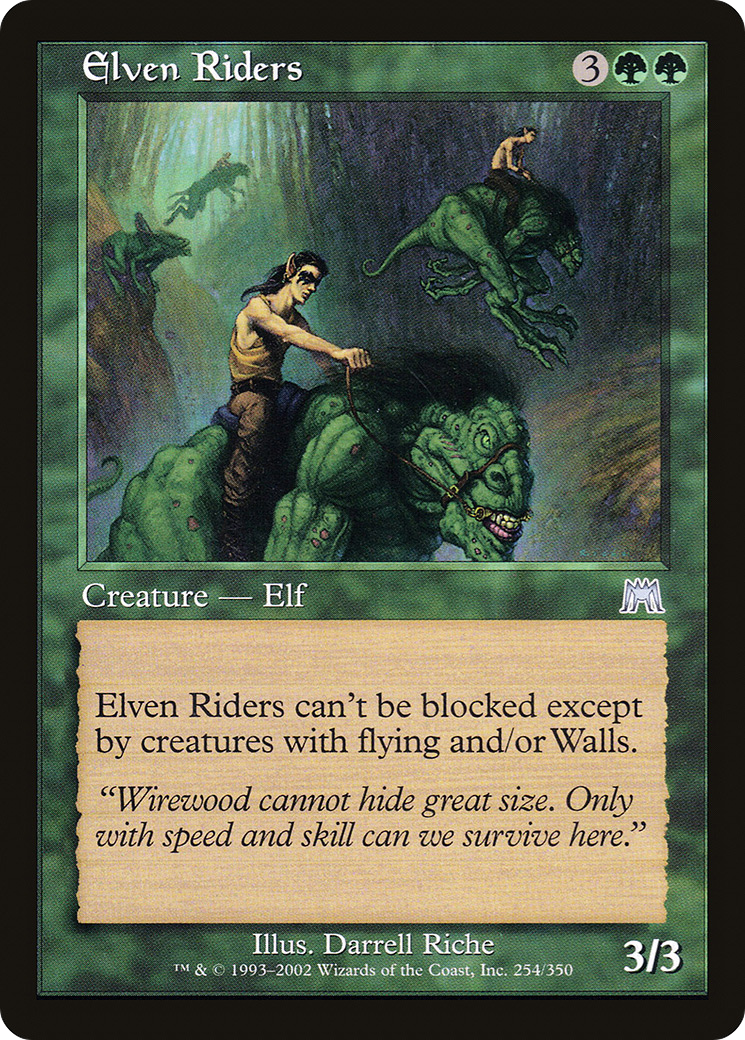 Elven Riders
3
Creature — Elf
Elven Riders can't be blocked except
by creatures with flying and/or Walls.
“Wirewood cannot hide great size. Only
with speed and skill can we survive here.”
Illus. Darrell Riche
™ & © 1993–2002 Wizards of the Coast, Inc. 254/350
3/3